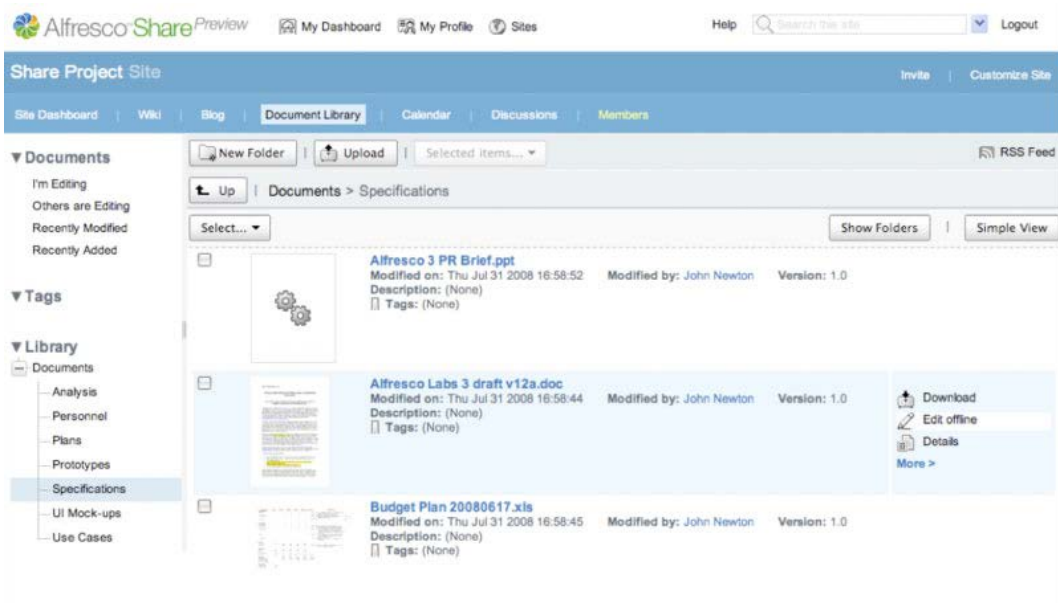 Alfresco Share Preview My Dashboard My Profile Sites Help Search this site Logout
Share Project Site Invite | Customize Site
Site Dashboard | Wiki | Blog | Document Library | Calendar | Discussions | Members
Documents
I'm Editing
Others are Editing
Recently Modified
Recently Added
Tags
Library
Documents
Analysis
Personnel
Plans
Prototypes
Specifications
UI Mock-ups
Use Cases
New Folder | Upload | Selected items... RSS Feed
Up | Documents > Specifications
Select... Show Folders | Simple View
Alfresco 3 PR Brief.ppt
Modified on: Thu Jul 31 2008 16:58:52 Modified by: John Newton Version: 1.0
Description: (None)
Tags: (None)
Alfresco Labs 3 draft v12a.doc
Modified on: Thu Jul 31 2008 16:58:44 Modified by: John Newton Version: 1.0
Description: (None)
Tags: (None)
Download
Edit offline
Details
More >
Budget Plan 20080617.xls
Modified on: Thu Jul 31 2008 16:58:45 Modified by: John Newton Version: 1.0
Description: (None)
Tags: (None)